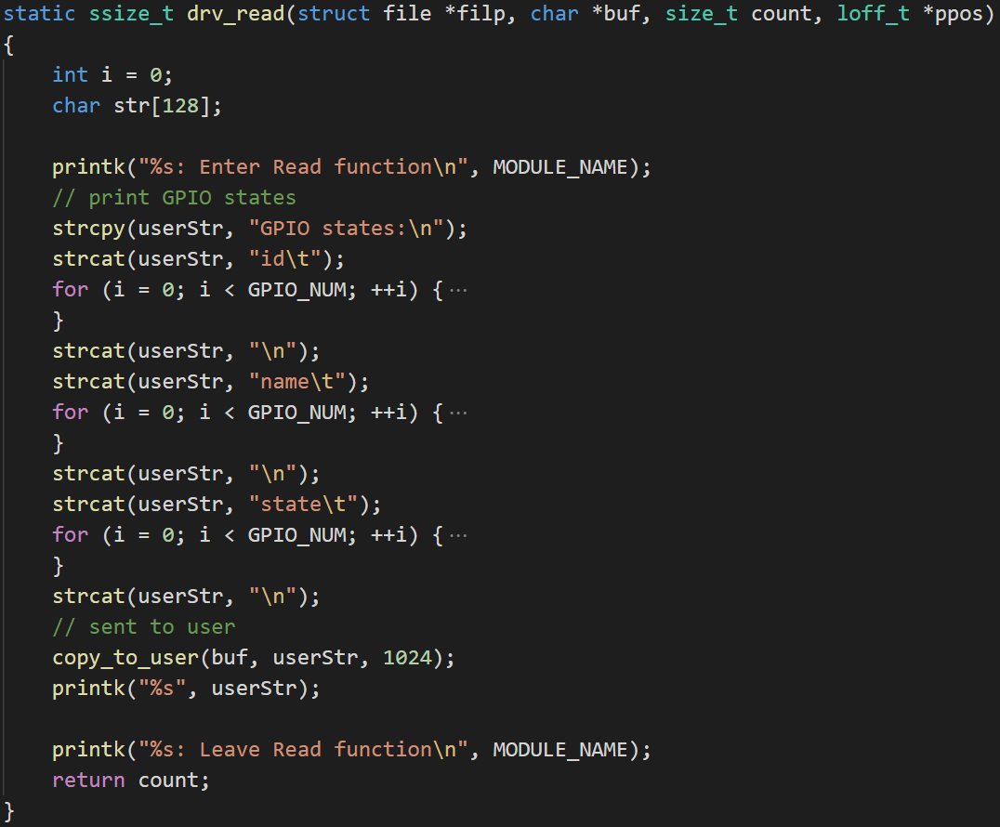 static ssize_t drv_read(struct file *filp, char *buf, size_t count, loff_t *ppos)
{
    int i = 0;
    char str[128];

    printk("%s: Enter Read function\n", MODULE_NAME);
    // print GPIO states
    strcpy(userStr, "GPIO states:\n");
    strcat(userStr, "id\t");
    for (i = 0; i < GPIO_NUM; ++i) {···
    }
    strcat(userStr, "\n");
    strcat(userStr, "name\t");
    for (i = 0; i < GPIO_NUM; ++i) {···
    }
    strcat(userStr, "\n");
    strcat(userStr, "state\t");
    for (i = 0; i < GPIO_NUM; ++i) {···
    }
    strcat(userStr, "\n");
    // sent to user
    copy_to_user(buf, userStr, 1024);
    printk("%s", userStr);

    printk("%s: Leave Read function\n", MODULE_NAME);
    return count;
}